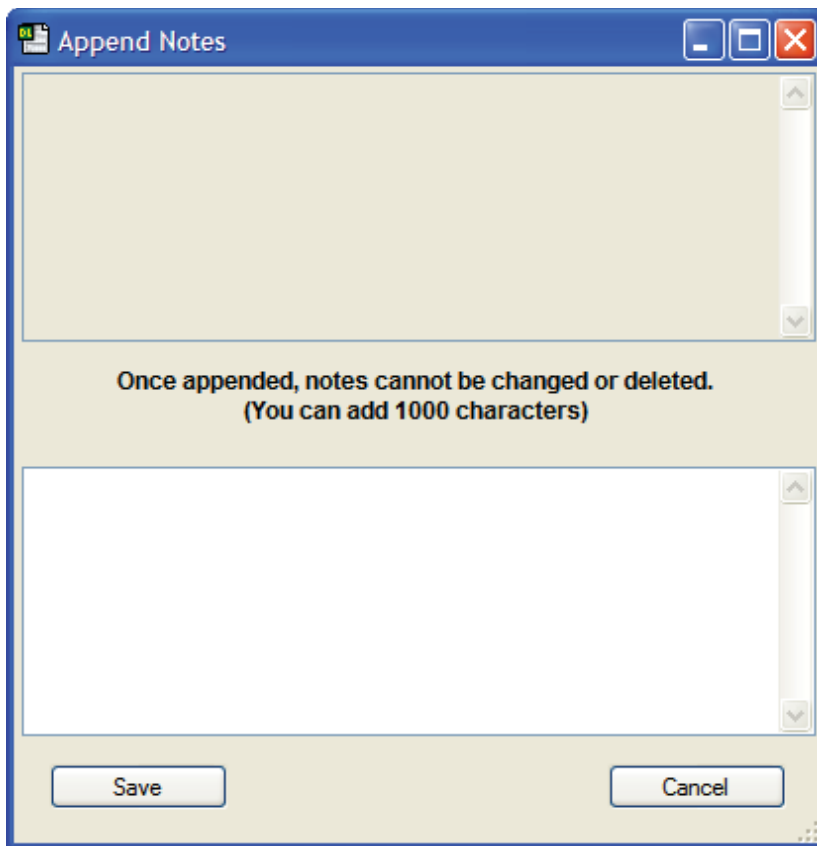 Append Notes
Once appended, notes cannot be changed or deleted.
(You can add 1000 characters)
Save
Cancel